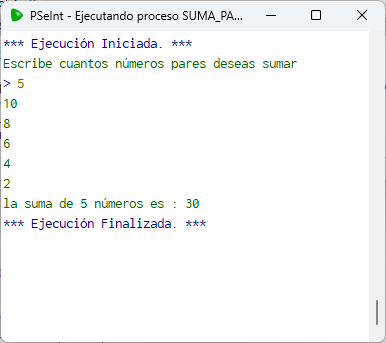 PSeInt - Ejecutando proceso SUMA_PA...
*** Ejecución Iniciada. ***
Escribe cuantos números pares deseas sumar
> 5
10
8
6
4
2
la suma de 5 números es : 30
*** Ejecución Finalizada. ***